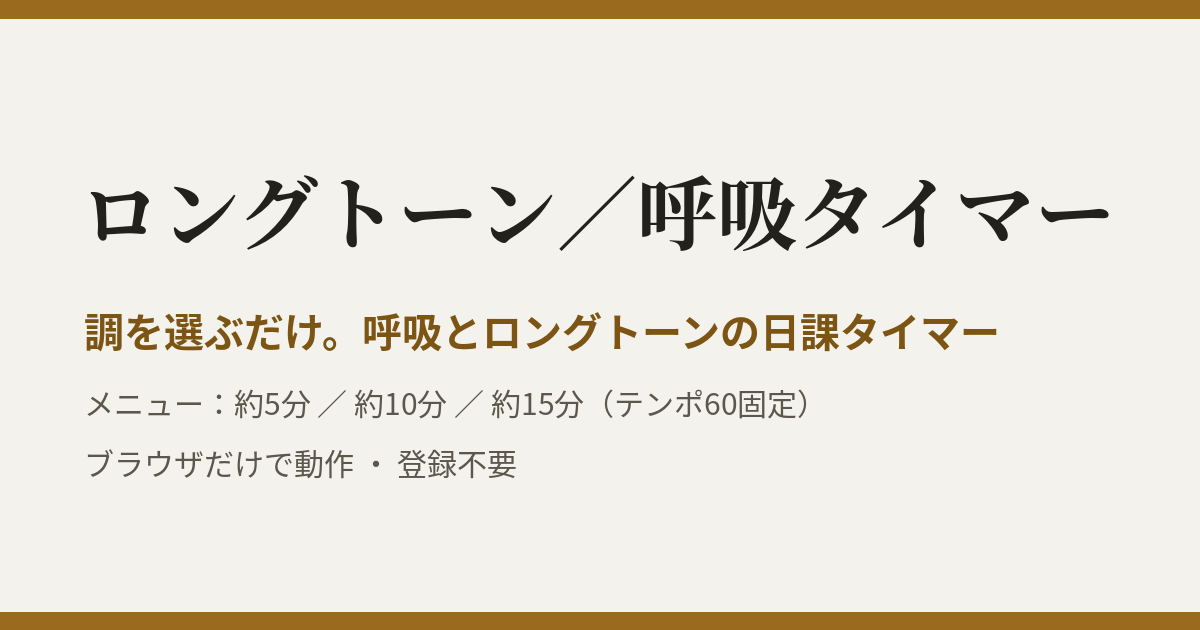 ロングトーン／呼吸タイマー
調を選ぶだけ。呼吸とロングトーンの日課タイマー
メニュー：約5分 ／ 約10分 ／ 約15分（テンポ60固定）
ブラウザだけで動作 ・ 登録不要